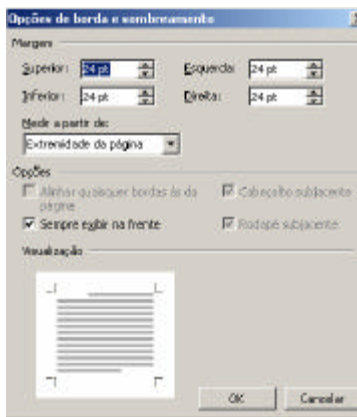 Opções de borda e sombreamento
Margem
Superior: 24 pt Esquerda: 24 pt
Inferior: 24 pt Direita: 24 pt
Medir a partir de:
Extremidade da página
Opções
Alinhar quaisquer bordas às da página
Cabeçalho subjacente
Sempre exibir na frente
Rodapé subjacente
Visualização
OK Cancelar